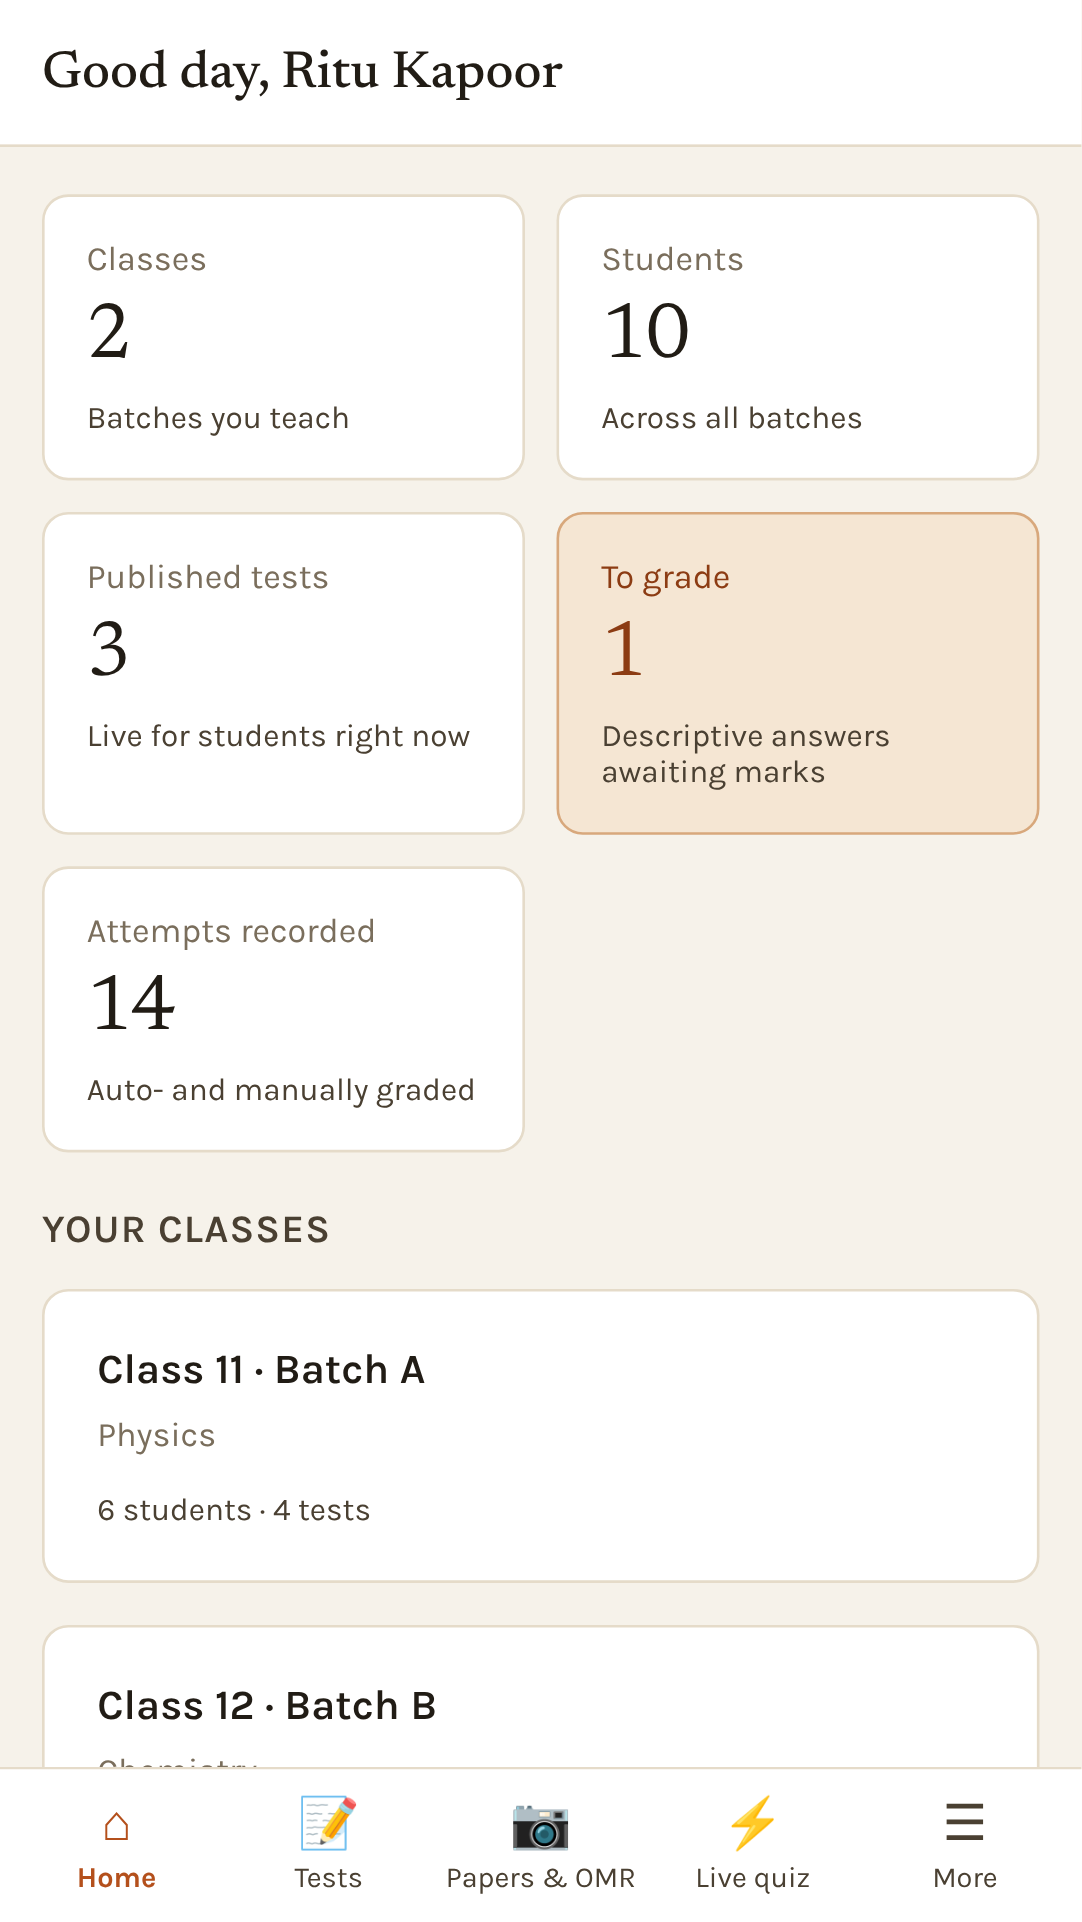 Good day, Ritu Kapoor
Classes
2
Batches you teach
Students
10
Across all batches
Published tests
3
Live for students right now
To grade
1
Descriptive answers
awaiting marks
Attempts recorded
14
Auto- and manually graded
YOUR CLASSES
Class 11 · Batch A
Physics
6 students · 4 tests
Class 12 · Batch B
Chemistry
Home
Tests
Papers & OMR
Live quiz
More